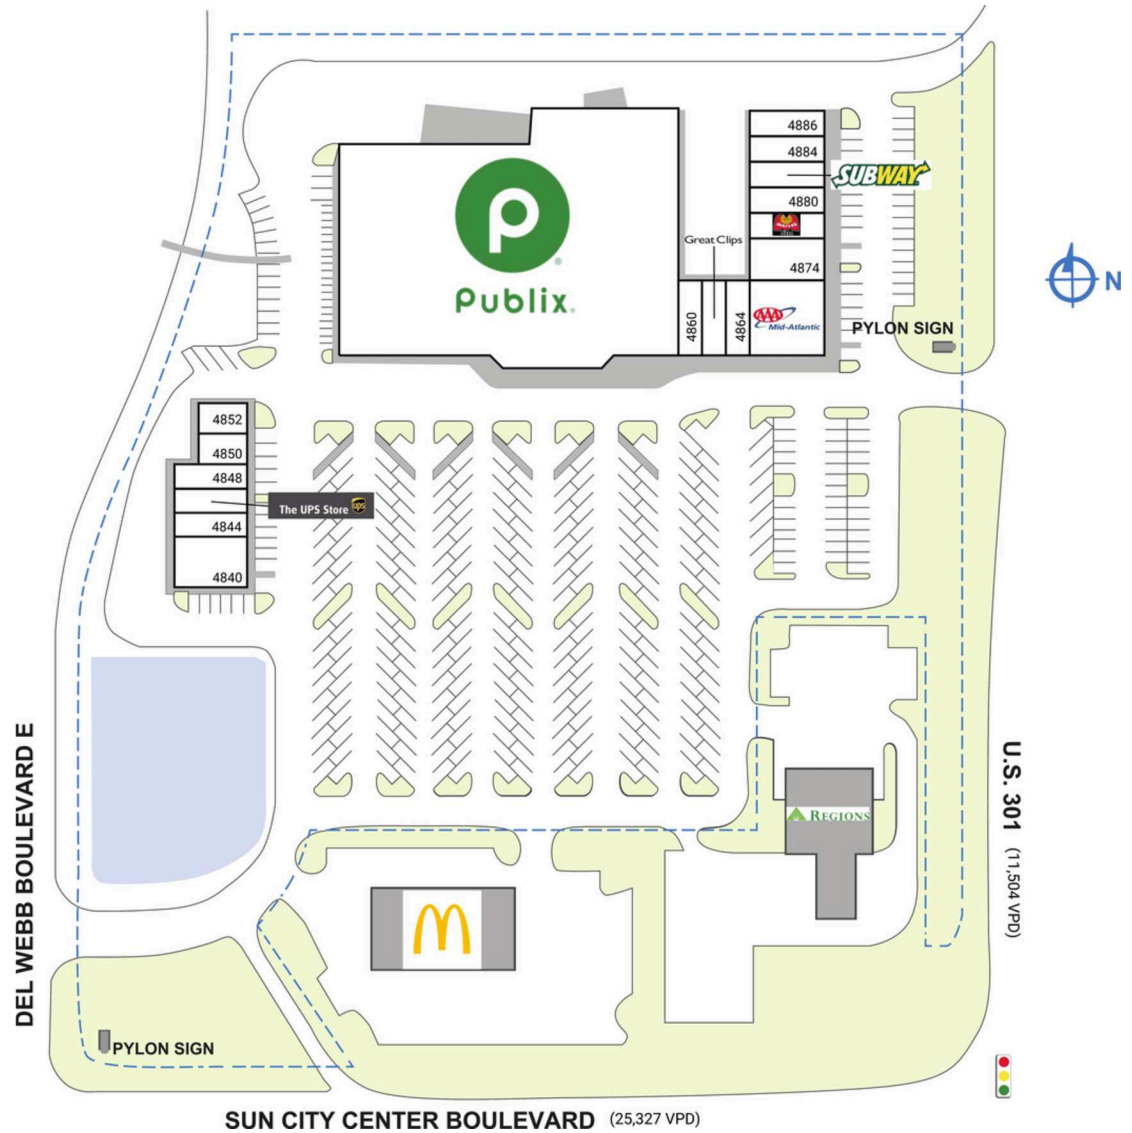 4886
4884
SUBWAY
4880
Great Clips
4874
Publix.
4860
4864
AAA
Mid-Atlantic
PYLON SIGN
N
4852
4850
4848
The UPS Store
ups
4844
4840
REGIONS
DEL WEBB BOULEVARD E
U.S. 301 (11,504 VPD)
PYLON SIGN
SUN CITY CENTER BOULEVARD (25,327 VPD)